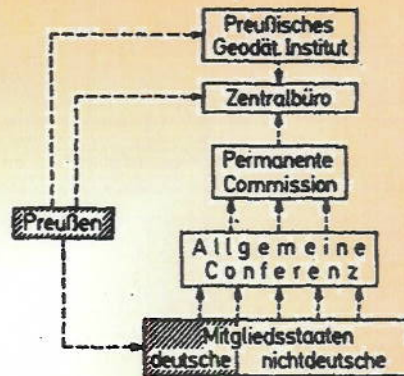 Preußisches
Geodät. Institut
Zentralbüro
Permanente
Commission
Preußen
Allgemeine
Conferenz
Mitgliedsstaaten
deutsche nichtdeutsche